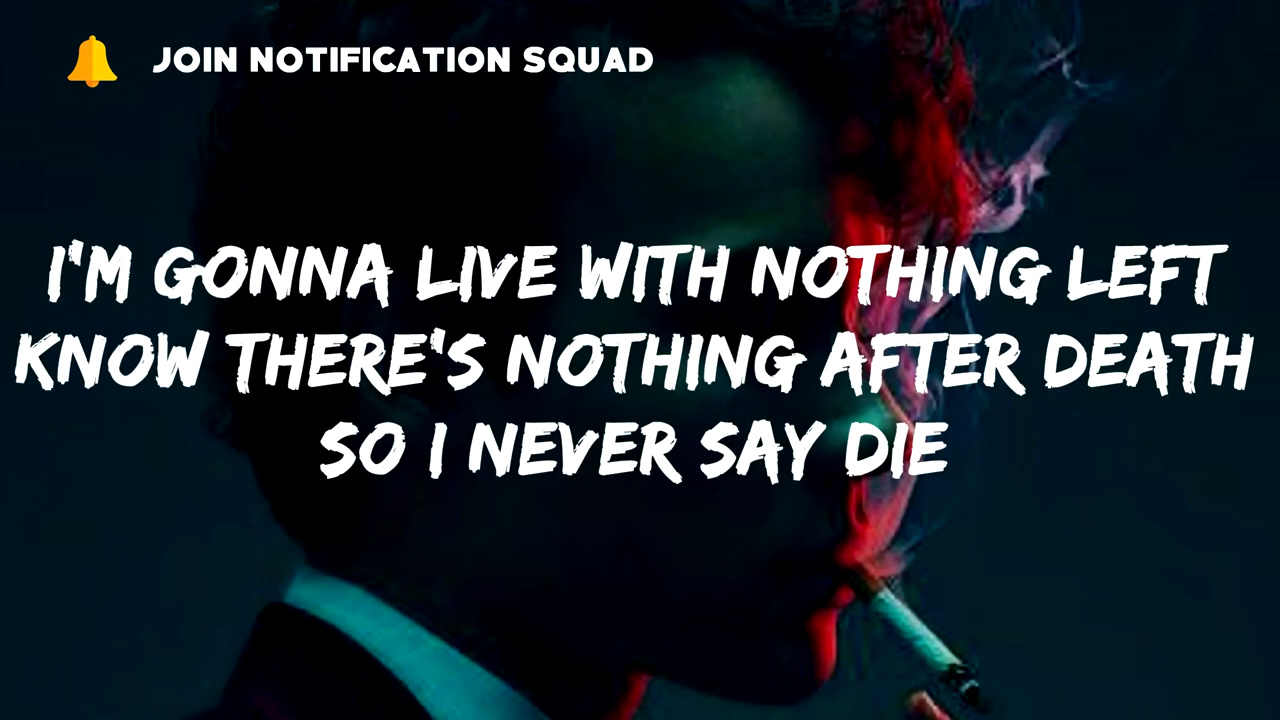 JOIN NOTIFICATION SQUAD
I'M GONNA LIVE WITH NOTHING LEFT
KNOW THERE'S NOTHING AFTER DEATH
SO I NEVER SAY DIE